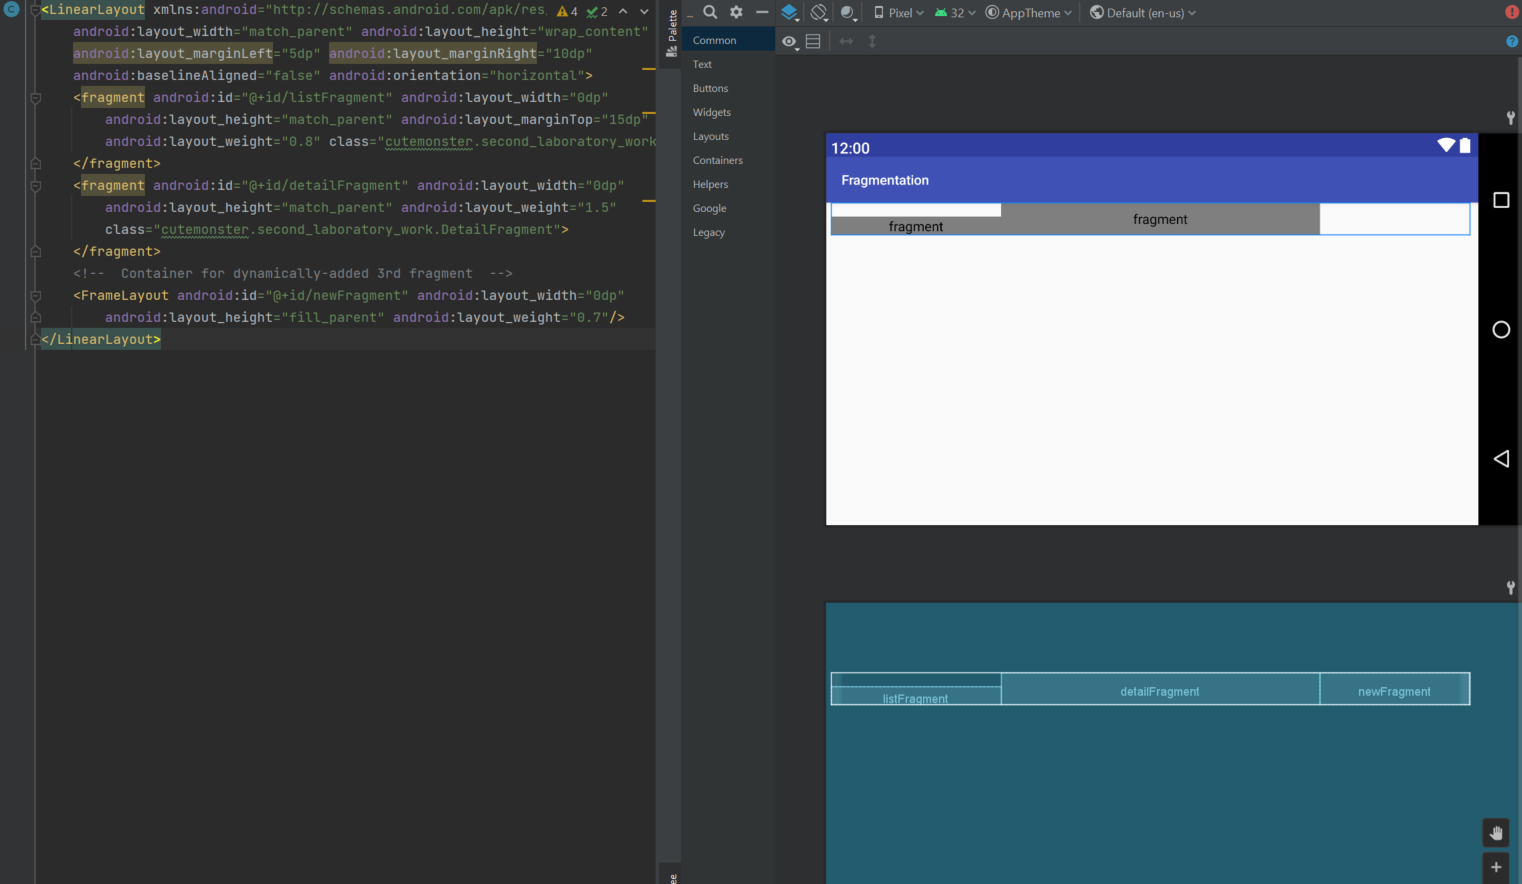 <LinearLayout xmlns:android="http://schemas.android.com/apk/res 4 2
android:layout_width="match_parent" android:layout_height="wrap_content"
android:layout_marginLeft="5dp" android:layout_marginRight="10dp"
android:baselineAligned="false" android:orientation="horizontal">
<fragment android:id="@+id/listFragment" android:layout_width="0dp"
android:layout_height="match_parent" android:layout_marginTop="15dp"
android:layout_weight="0.8" class="cutemonster.second_laboratory_work
</fragment>
<fragment android:id="@+id/detailFragment" android:layout_width="0dp"
android:layout_height="match_parent" android:layout_weight="1.5"
class="cutemonster.second_laboratory_work.DetailFragment">
</fragment>
<!-- Container for dynamically-added 3rd fragment -->
<FrameLayout android:id="@+id/newFragment" android:layout_width="0dp"
android:layout_height="fill_parent" android:layout_weight="0.7"/>
</LinearLayout>
Palette
Common
Text
Buttons
Widgets
Layouts
Containers
Helpers
Google
Legacy
Pixel 32 AppTheme Default (en-us)
12:00
Fragmentation
fragment
fragment
listFragment
detailFragment
newFragment